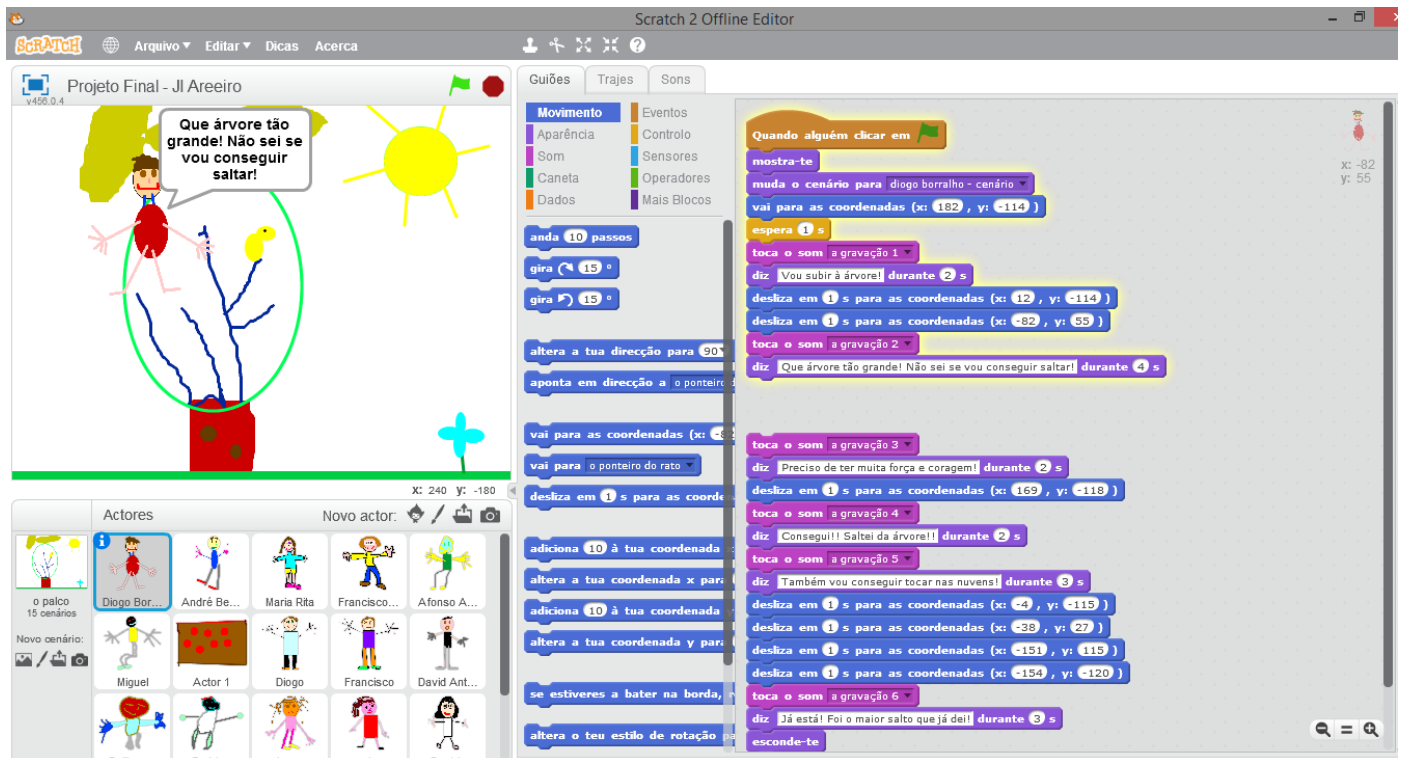 Scratch 2 Offline Editor
SCRATCH
Arquivo
Editar
Dicas
Acerca
Projeto Final - JI Areeiro
v456.0.4
Que árvore tão
grande! Não sei se
vou conseguir
saltar!
X: 240 Y: -180
Actores
Novo actor:
o palco
15 cenários
Novo cenário:
Diogo Bor...
André Be...
Maria Rita
Francisco...
Afonso A...
Miguel
Actor 1
Diogo
Francisco
David Ant...
Guiões
Trajes
Sons
Movimento
Aparência
Som
Caneta
Dados
Eventos
Controlo
Sensores
Operadores
Mais Blocos
anda 10 passos
gira 15 °
gira 15 °
altera a tua direcção para 90
aponta em direcção a o ponteiro d
vai para as coordenadas (x: -82
vai para o ponteiro do rato
desliza em 1 s para as coorde
adiciona 10 à tua coordenada
altera a tua coordenada x para
adiciona 10 à tua coordenada
altera a tua coordenada y para
se estiveres a bater na borda,
altera o teu estilo de rotação pa
Quando alguém clicar em
mostra-te
muda o cenário para diogo borralho - cenário
vai para as coordenadas (x: 182 , y: -114 )
espera 1 s
toca o som a gravação 1
diz Vou subir à árvore! durante 2 s
desliza em 1 s para as coordenadas (x: 12 , y: -114 )
desliza em 1 s para as coordenadas (x: -82 , y: 55 )
toca o som a gravação 2
diz Que árvore tão grande! Não sei se vou conseguir saltar! durante 4 s
toca o som a gravação 3
diz Preciso de ter muita força e coragem! durante 2 s
desliza em 1 s para as coordenadas (x: 169 , y: -118 )
toca o som a gravação 4
diz Consegui!! Saltei da árvore!! durante 2 s
toca o som a gravação 5
diz Também vou conseguir tocar nas nuvens! durante 3 s
desliza em 1 s para as coordenadas (x: -4 , y: -115 )
desliza em 1 s para as coordenadas (x: -38 , y: 27 )
desliza em 1 s para as coordenadas (x: -151 , y: 115 )
desliza em 1 s para as coordenadas (x: -154 , y: -120 )
toca o som a gravação 6
diz Já está! Foi o maior salto que já dei! durante 3 s
esconde-te
x: -82
y: 55